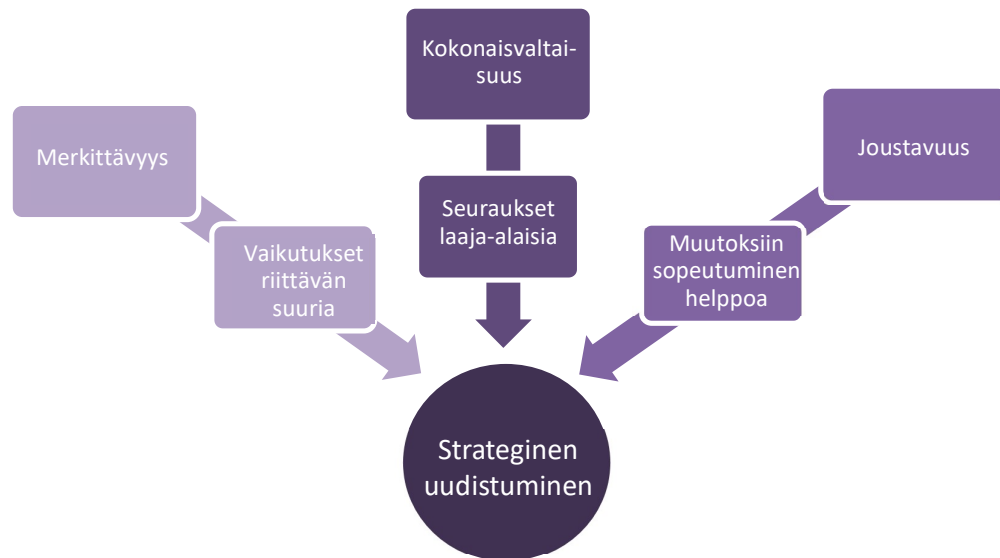 Kokonaisvaltai-
suus
Merkittävyys
Joustavuus
Seuraukset
laaja-alaisia
Vaikutukset
riittävän
suuria
Muutoksiin
sopeutuminen
helppoa
Strateginen
uudistuminen